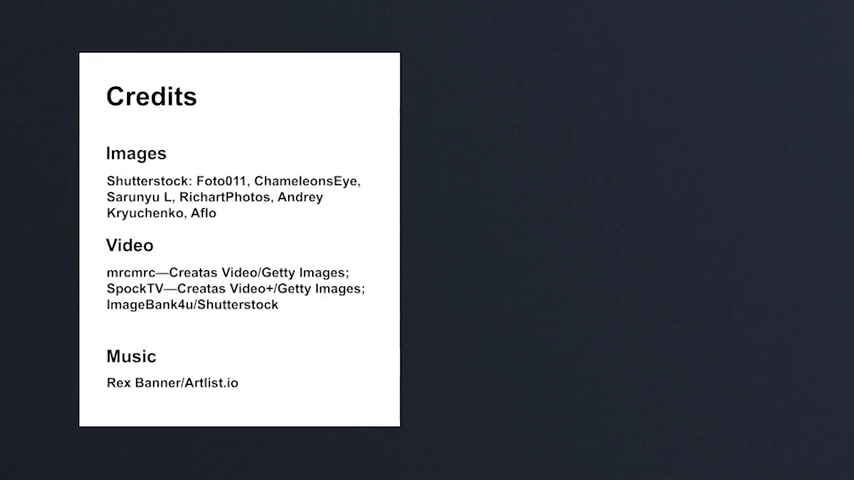 Credits
Images
Shutterstock: Foto011, ChameleonsEye,
Sarunyu L, RichartPhotos, Andrey
Kryuchenko, Aflo
Video
mrcmrc—Creatas Video/Getty Images;
SpockTV—Creatas Video+/Getty Images;
ImageBank4u/Shutterstock
Music
Rex Banner/Artlist.io